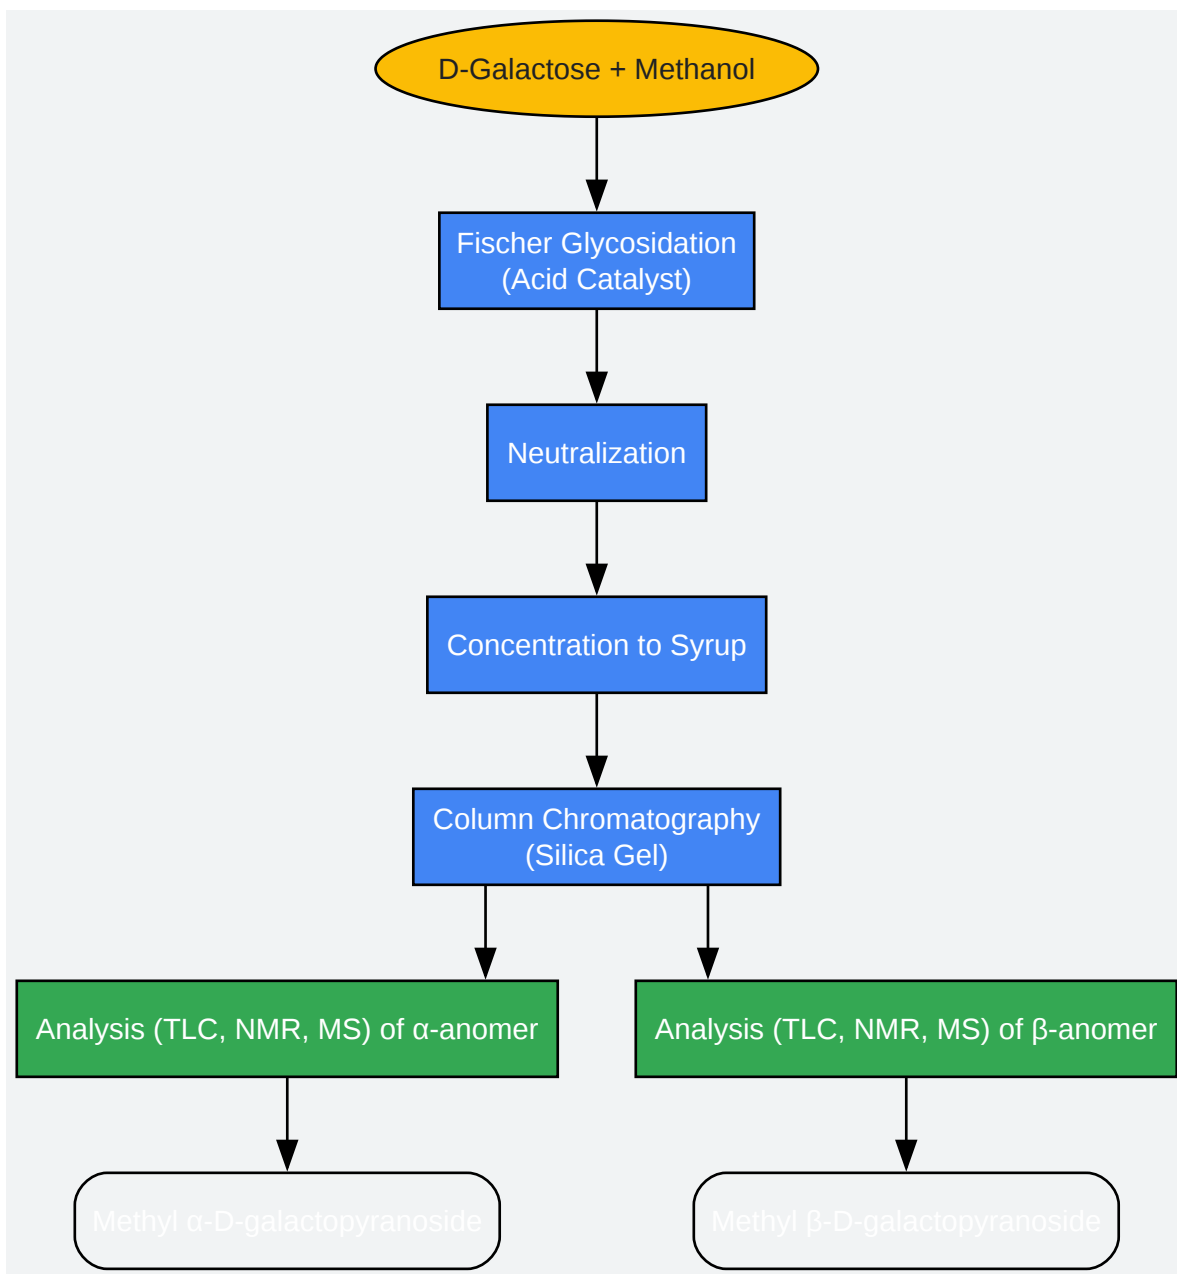 D-Galactose + Methanol
Fischer Glycosidation
(Acid Catalyst)
Neutralization
Concentration to Syrup
Column Chromatography
(Silica Gel)
Analysis (TLC, NMR, MS) of α-anomer
Analysis (TLC, NMR, MS) of β-anomer
Methyl α-D-galactopyranoside
Methyl β-D-galactopyranoside